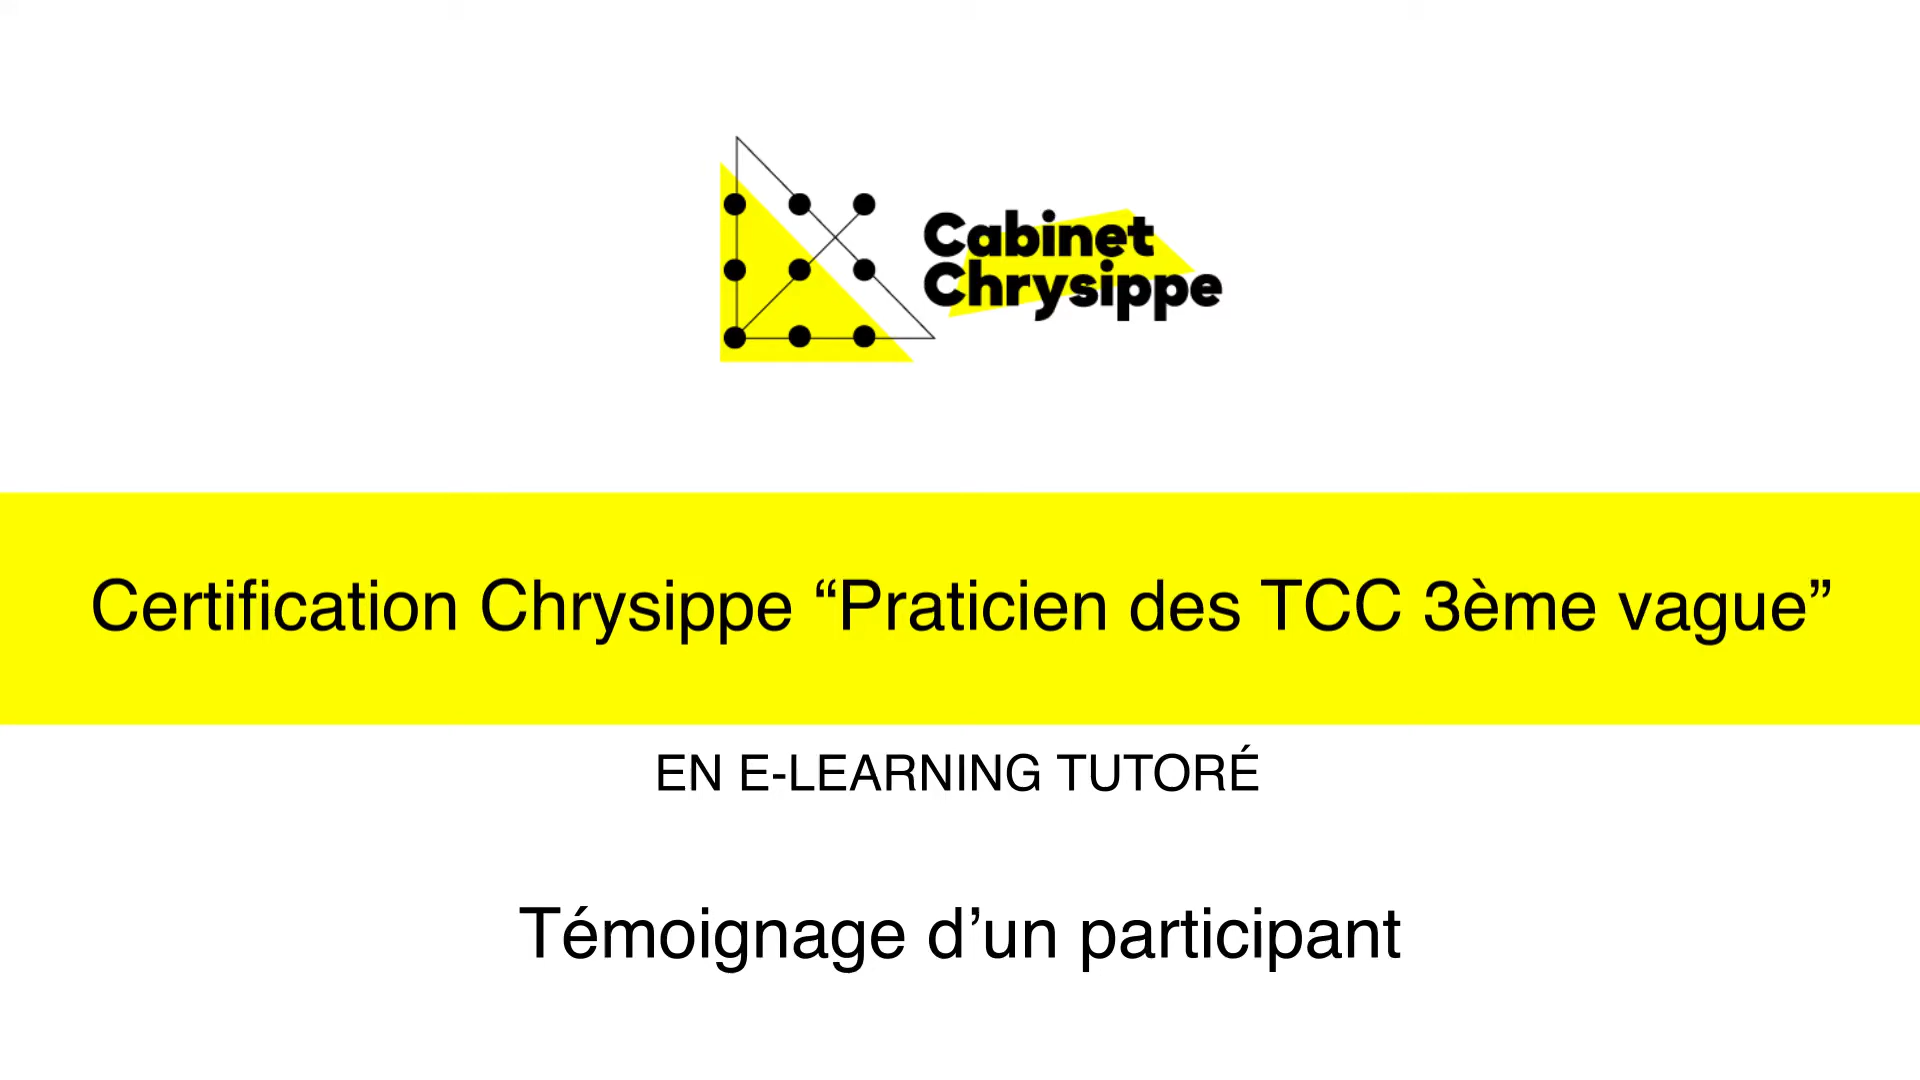 Cabinet
Chrysippe
Certification Chrysippe “Praticien des TCC 3ème vague”
EN E-LEARNING TUTORÉ
Témoignage d’un participant